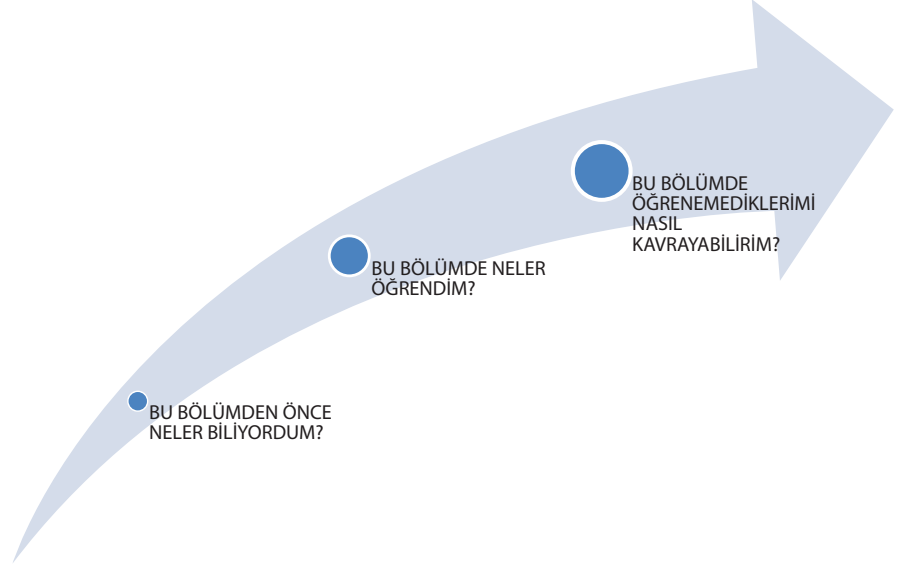 BU BÖLÜMDE
ÖĞRENEMEDİKLERİMİ
NASIL
KAVRAYABİLİRİM?
BU BÖLÜMDE NELER
ÖĞRENDİM?
BU BÖLÜMDEN ÖNCE
NELER BİLİYORDUM?